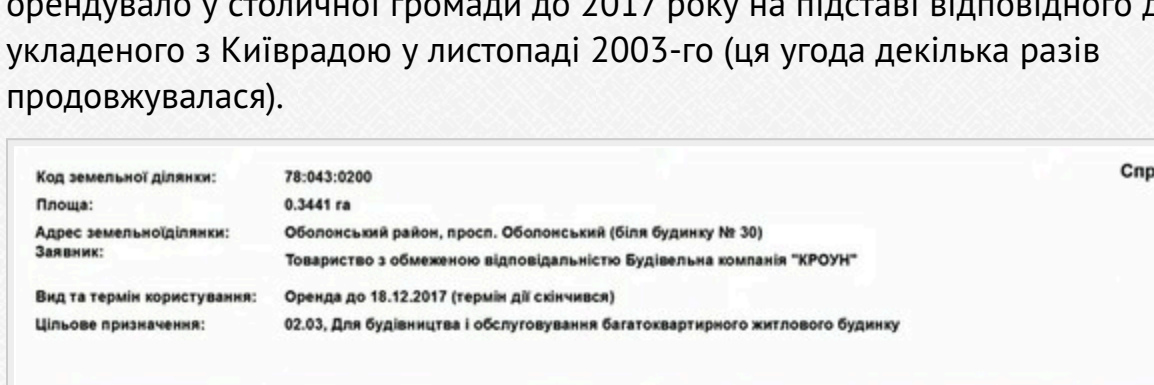 орендувало у столичної громади до 2017 року на підставі відповідного д
укладеного з Київрадою у листопаді 2003-го (ця угода декілька разів
продовжувалася).
Спр
Код земельної ділянки: 78:043:0200
Площа: 0.3441 га
Адрес земельноїділянки: Оболонський район, просп. Оболонський (біля будинку № 30)
Заявник: Товариство з обмеженою відповідальністю Будівельна компанія "КРОУН"
Вид та термін користування: Оренда до 18.12.2017 (термін дії скінчився)
Цільове призначення: 02.03, Для будівництва і обслуговування багатоквартирного житлового будинку